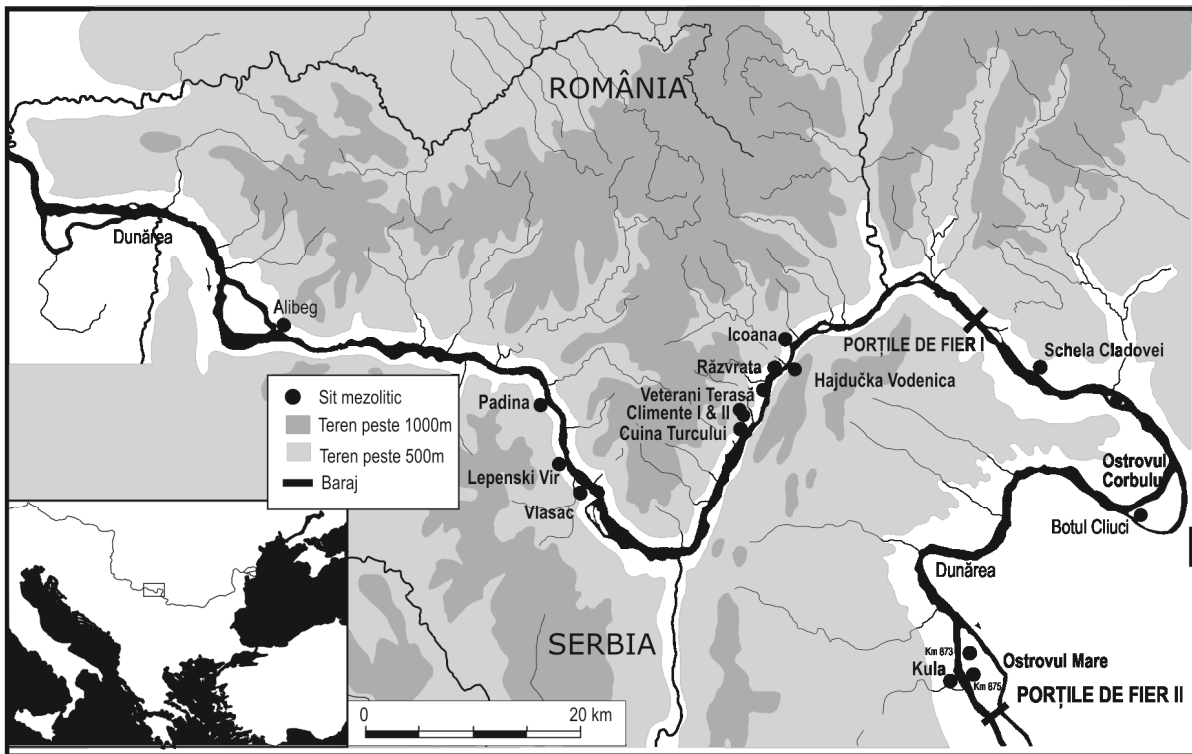 ROMÂNIA
Dunărea
Alibeg
Icoana
PORȚILE DE FIER I
Schela Cladovei
Răzvrata
Hajdučka Vodenica
Veterani Terasă
Climente I & II
Cuina Turcului
Padina
Lepenski Vir
Vlasac
Sit mezolitic
Teren peste 1000m
Teren peste 500m
Baraj
Ostrovul
Corbului
Botul Cliuci
Dunărea
SERBIA
Km 873
Kula
Km 875
Ostrovul Mare
PORȚILE DE FIER II
0
20 km